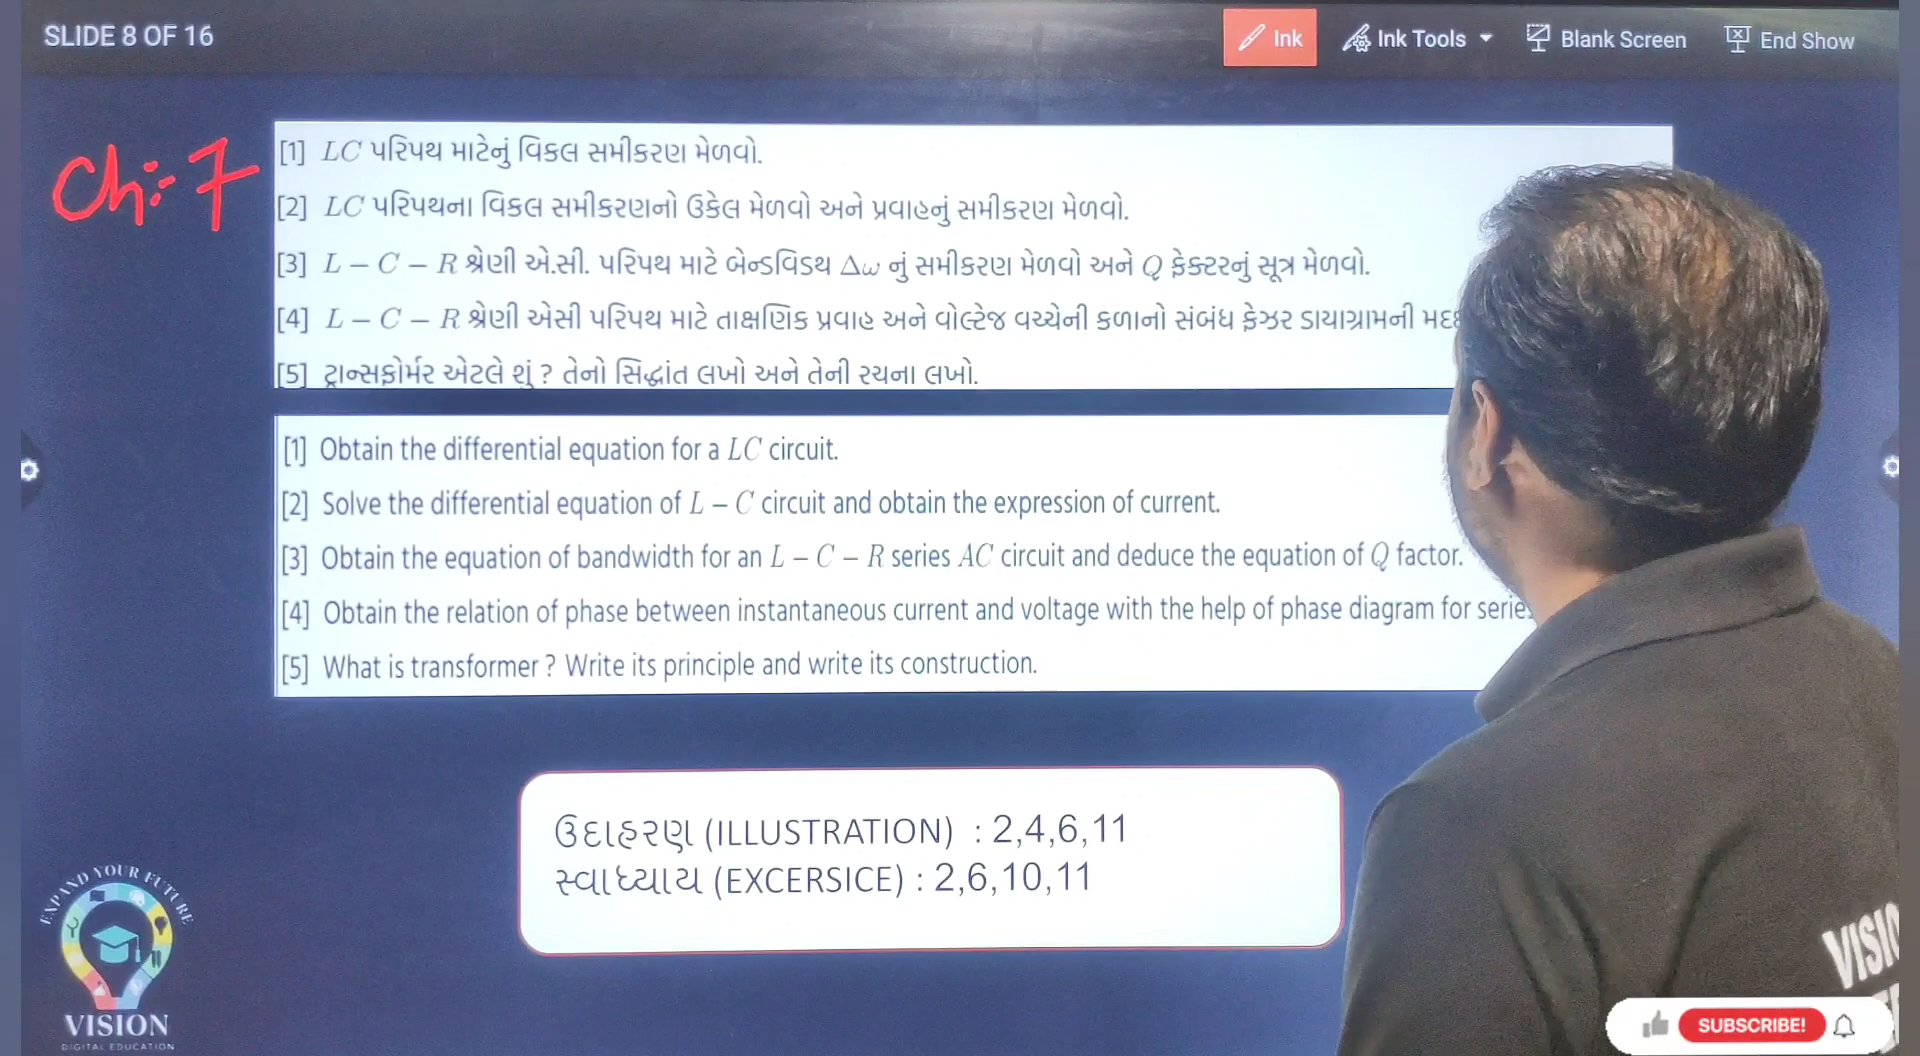 SLIDE 8 OF 16
Ink
Ink Tools
Blank Screen
End Show
Ch:- 7
[1] LC પરિપથ માટેનું વિકલ સમીકરણ મેળવો.
[2] LC પરિપથના વિકલ સમીકરણનો ઉકેલ મેળવો અને પ્રવાહનું સમીકરણ મેળવો.
[3] L – C – R શ્રેણી એ.સી. પરિપથ માટે બેન્ડવિડથ Δω નું સમીકરણ મેળવો અને Q ફેક્ટરનું સૂત્ર મેળવો.
[4] L – C – R શ્રેણી એસી પરિપથ માટે તાક્ષણિક પ્રવાહ અને વોલ્ટેજ વચ્ચેની કળાનો સંબંધ ફેઝર ડાયાગ્રામની
[5] ટ્રાન્સફોર્મર એટલે શું ? તેનો સિદ્ધાંત લખો અને તેની રચના લખો.
[1] Obtain the differential equation for a LC circuit.
[2] Solve the differential equation of L – C circuit and obtain the expression of current.
[3] Obtain the equation of bandwidth for an L – C – R series AC circuit and deduce the equation of Q factor.
[4] Obtain the relation of phase between instantaneous current and voltage with the help of phase diagram for
[5] What is transformer ? Write its principle and write its construction.
ઉદાહરણ (ILLUSTRATION) : 2,4,6,11
સ્વાધ્યાય (EXCERSICE) : 2,6,10,11
EXPAND YOUR FUTURE
VISION
DIGITAL EDUCATION
SUBSCRIBE!